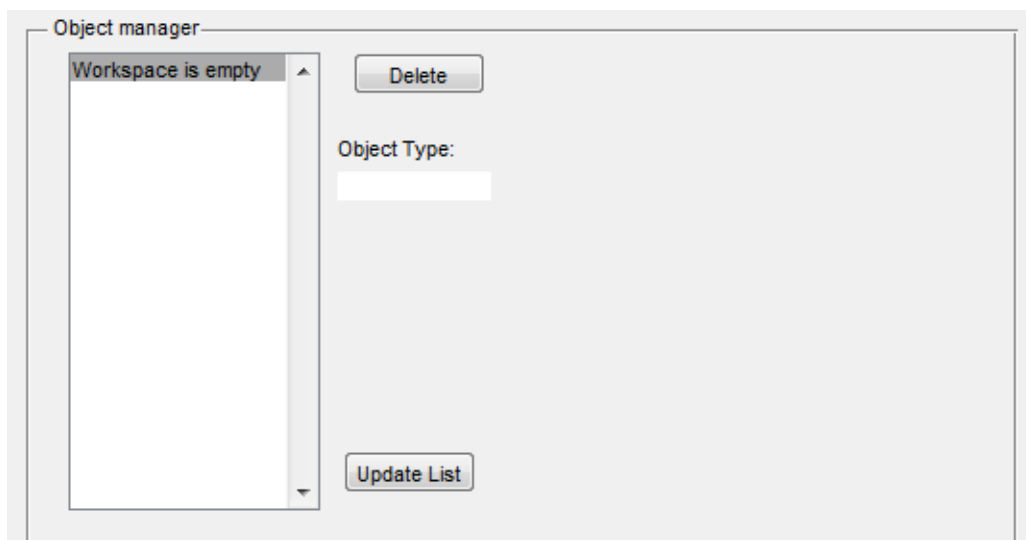 Object manager
Workspace is empty
Delete
Object Type:
Update List